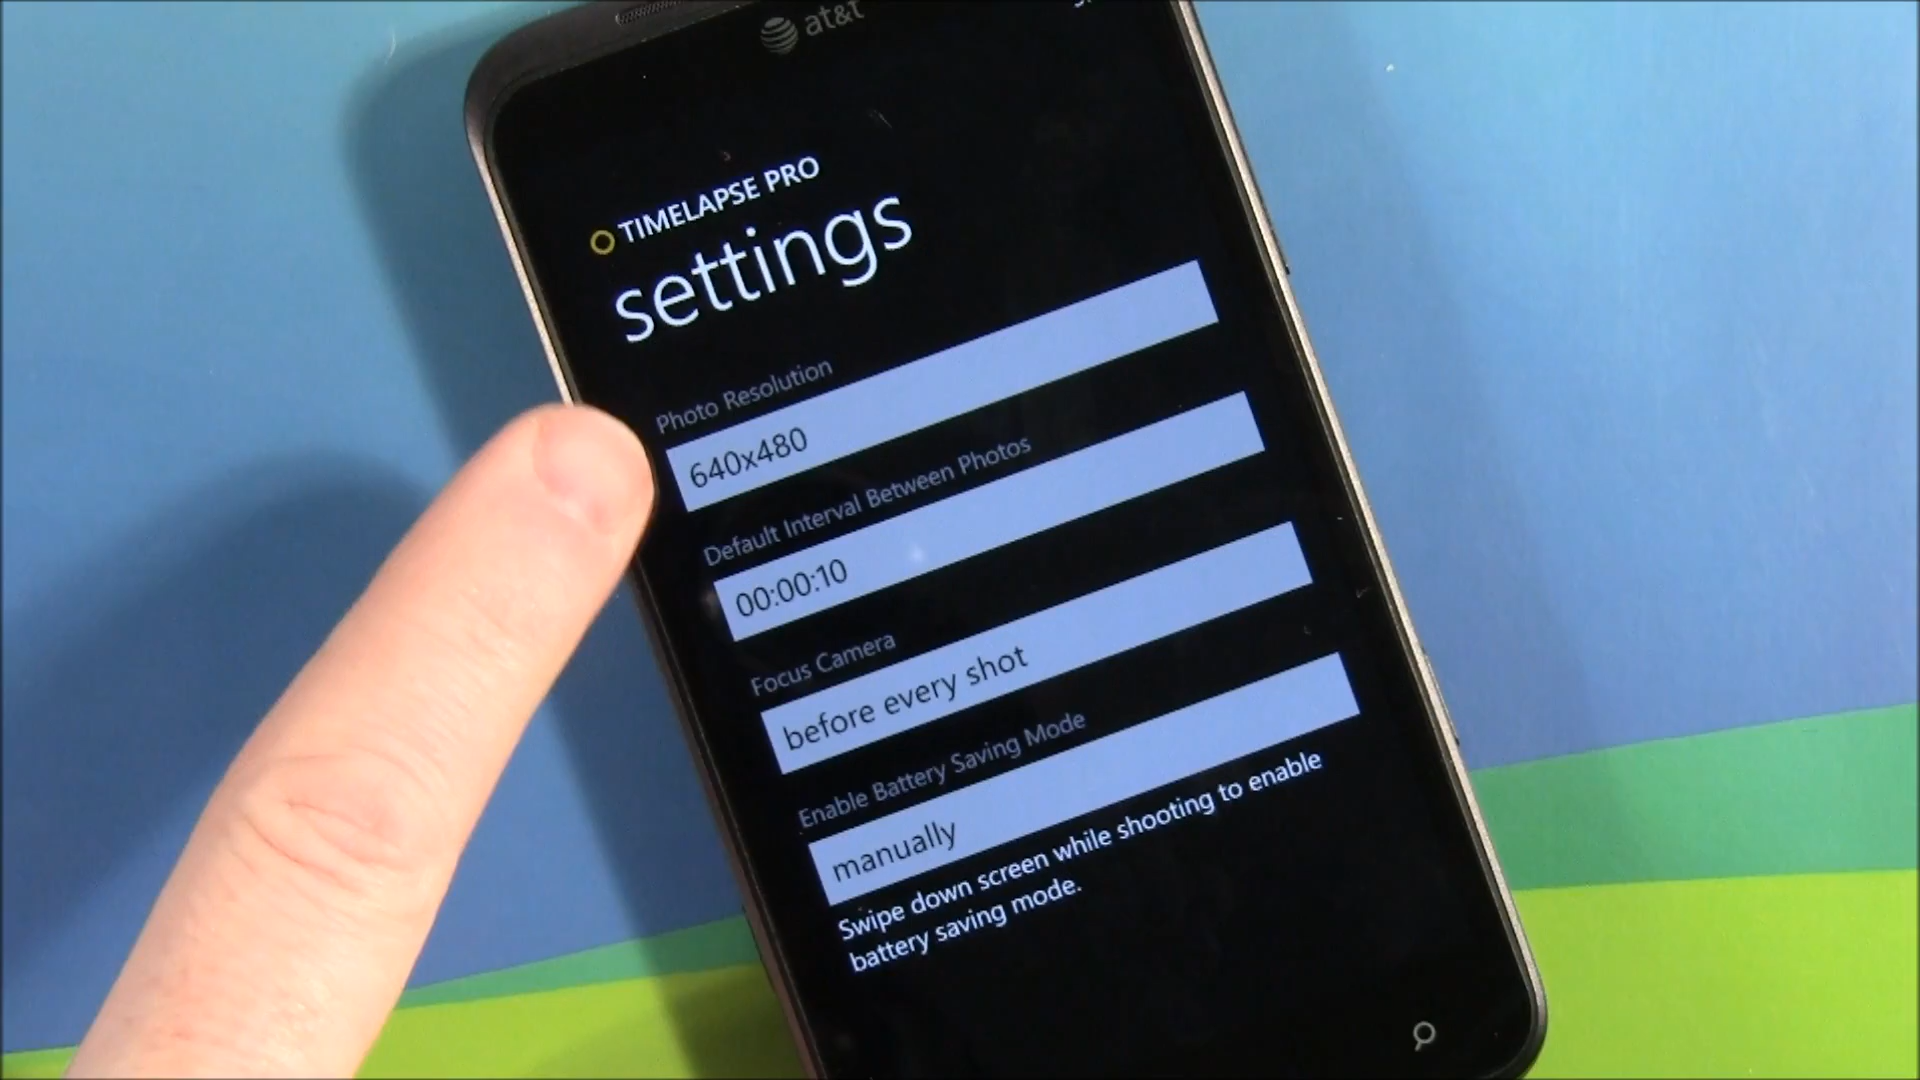 at&t
TIMELAPSE PRO
settings
Photo Resolution
640x480
Default Interval Between Photos
00:00:10
Focus Camera
before every shot
Enable Battery Saving Mode
manually
Swipe down screen while shooting to enable
battery saving mode.